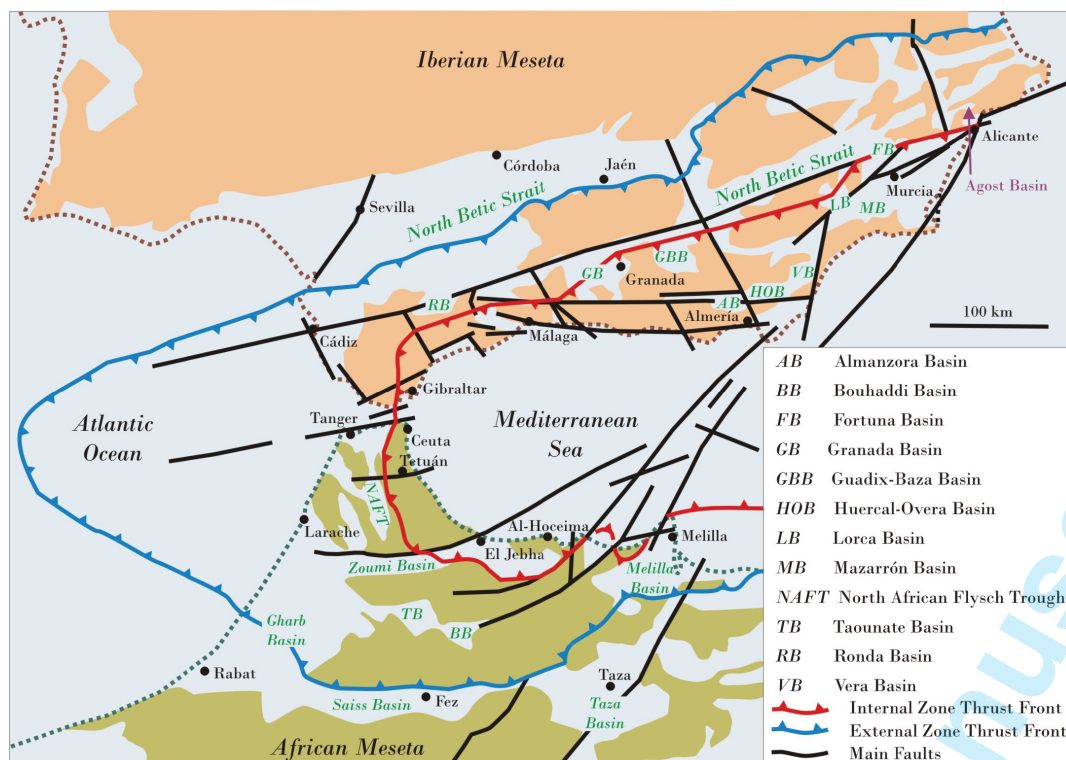 Iberian Meseta
Córdoba
Jaén
Sevilla
North Betic Strait
North Betic Strait
FB
Alicante
Agost Basin
Murcia
LB
MB
GBB
GB
Granada
VB
HOB
AB
RB
Almería
Málaga
Cádiz
100 km
Gibraltar
Atlantic
Ocean
Tanger
Ceuta
Tetuán
Mediterranean
Sea
NAFT
Larache
Al-Hoceima
El Jebha
Melilla
Zoumi Basin
Melilla
Basin
TB
BB
Gharb
Basin
Rabat
Taza
Saiss Basin
Fez
Taza
Basin
African Meseta
AB Almanzora Basin
BB Bouhaddi Basin
FB Fortuna Basin
GB Granada Basin
GBB Guadix-Baza Basin
HOB Huercal-Overa Basin
LB Lorca Basin
MB Mazarrón Basin
NAFT North African Flysch Trough
TB Taounate Basin
RB Ronda Basin
VB Vera Basin
Internal Zone Thrust Front
External Zone Thrust Front
Main Faults